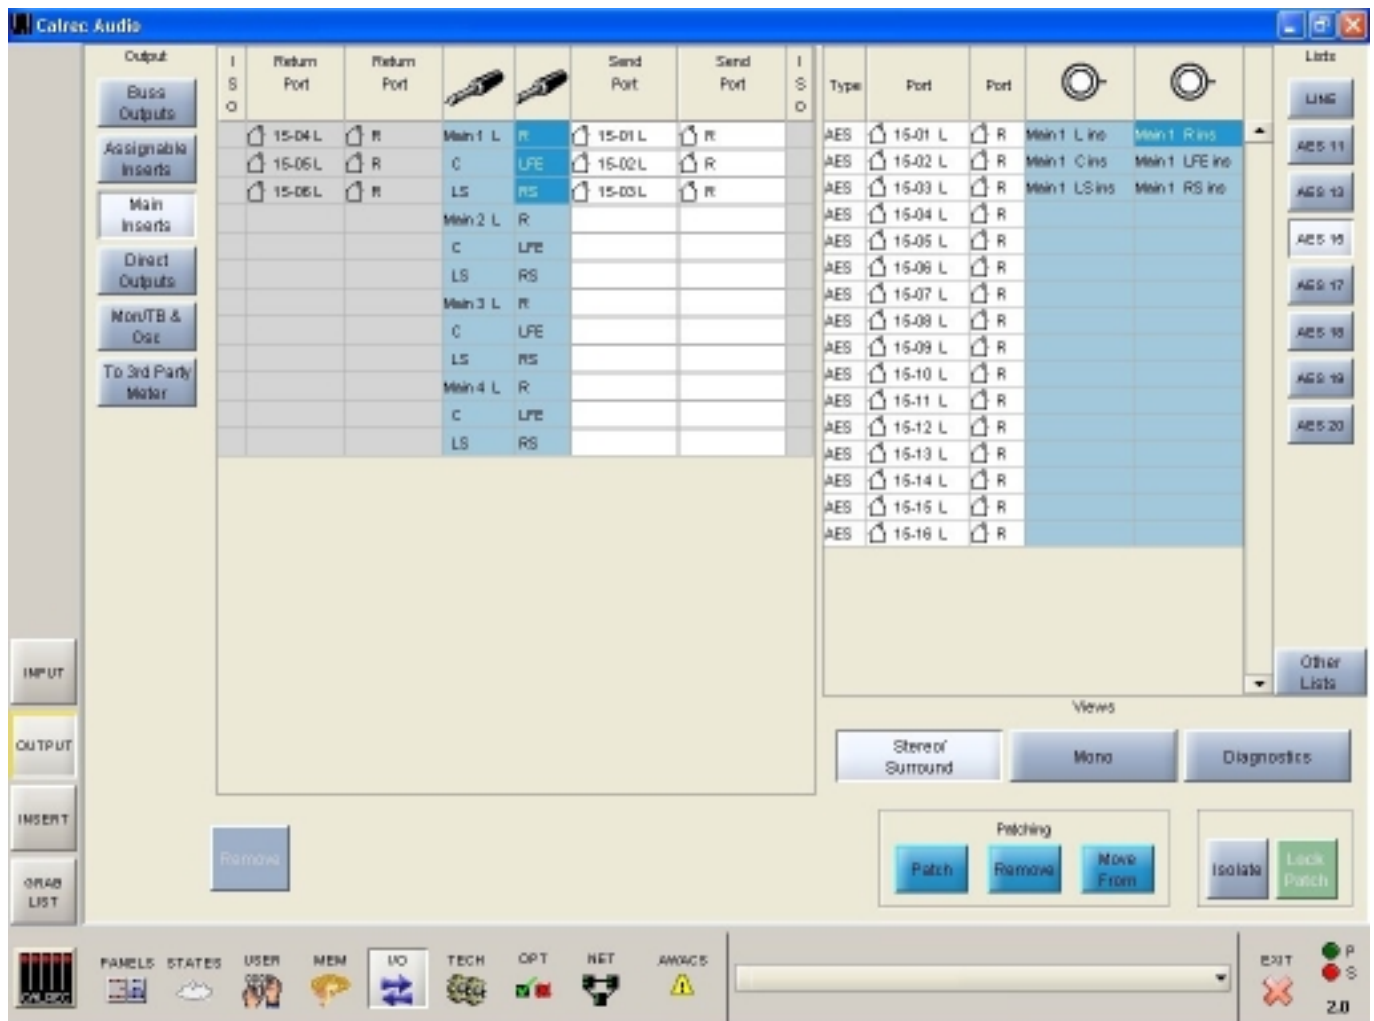 Calrec Audio
Output
Buss Outputs
Assignable Inserts
Main Inserts
Direct Outputs
Mon/TB & Osc
To 3rd Party Meter
I S O Return Port Return Port Send Port Send Port I S O
15-04 L R Main 1 L R 15-01 L R
15-05 L R C LFE 15-02 L R
15-06 L R LS RS 15-03 L R
Main 2 L R
C LFE
LS RS
Main 3 L R
C LFE
LS RS
Main 4 L R
C LFE
LS RS
Type Port Port
AES 15-01 L R Main 1 L ins Main 1 R ins
AES 15-02 L R Main 1 C ins Main 1 LFE ins
AES 15-03 L R Main 1 LS ins Main 1 RS ins
AES 15-04 L R
AES 15-05 L R
AES 15-06 L R
AES 15-07 L R
AES 15-08 L R
AES 15-09 L R
AES 15-10 L R
AES 15-11 L R
AES 15-12 L R
AES 15-13 L R
AES 15-14 L R
AES 15-15 L R
AES 15-16 L R
Lists
LINE
AES 11
AES 13
AES 15
AES 17
AES 18
AES 19
AES 20
Other Lists
INPUT
OUTPUT
INSERT
GRAB LIST
Remove
Views
Stereo/ Surround
Mono
Diagnostics
Patching
Patch
Remove
Move From
Isolate
Lock Patch
CALREC
PANELS STATES USER MEM I/O TECH OPT NET AWACS
EXIT
P
S
2.0